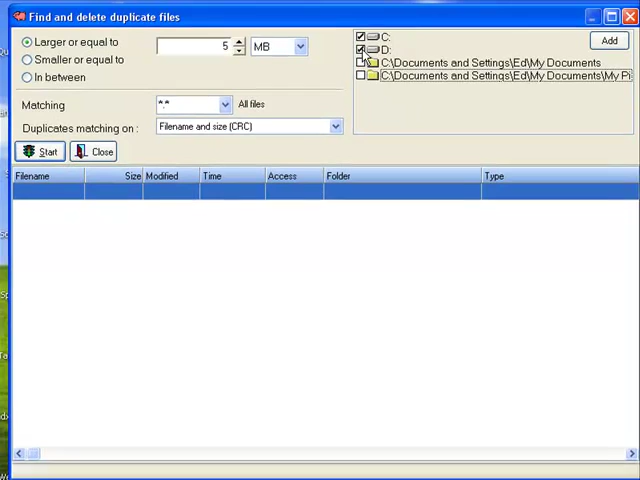 Find and delete duplicate files
Larger or equal to
5
MB
Smaller or equal to
In between
Matching
*.*
All files
Duplicates matching on :
Filename and size (CRC)
Start
Close
C:
D:
C:\Documents and Settings\Ed\My Documents
C:\Documents and Settings\Ed\My Documents\My Pi
Add
Filename Size Modified Time Access Folder Type